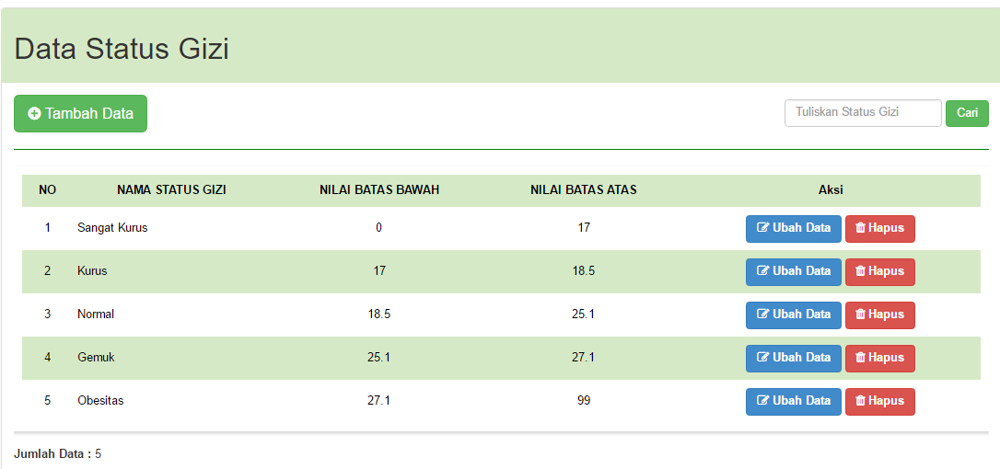 Data Status Gizi
Tambah Data
Tuliskan Status Gizi Cari
NO NAMA STATUS GIZI NILAI BATAS BAWAH NILAI BATAS ATAS Aksi
1 Sangat Kurus 0 17 Ubah Data Hapus
2 Kurus 17 18.5 Ubah Data Hapus
3 Normal 18.5 25.1 Ubah Data Hapus
4 Gemuk 25.1 27.1 Ubah Data Hapus
5 Obesitas 27.1 99 Ubah Data Hapus
Jumlah Data : 5